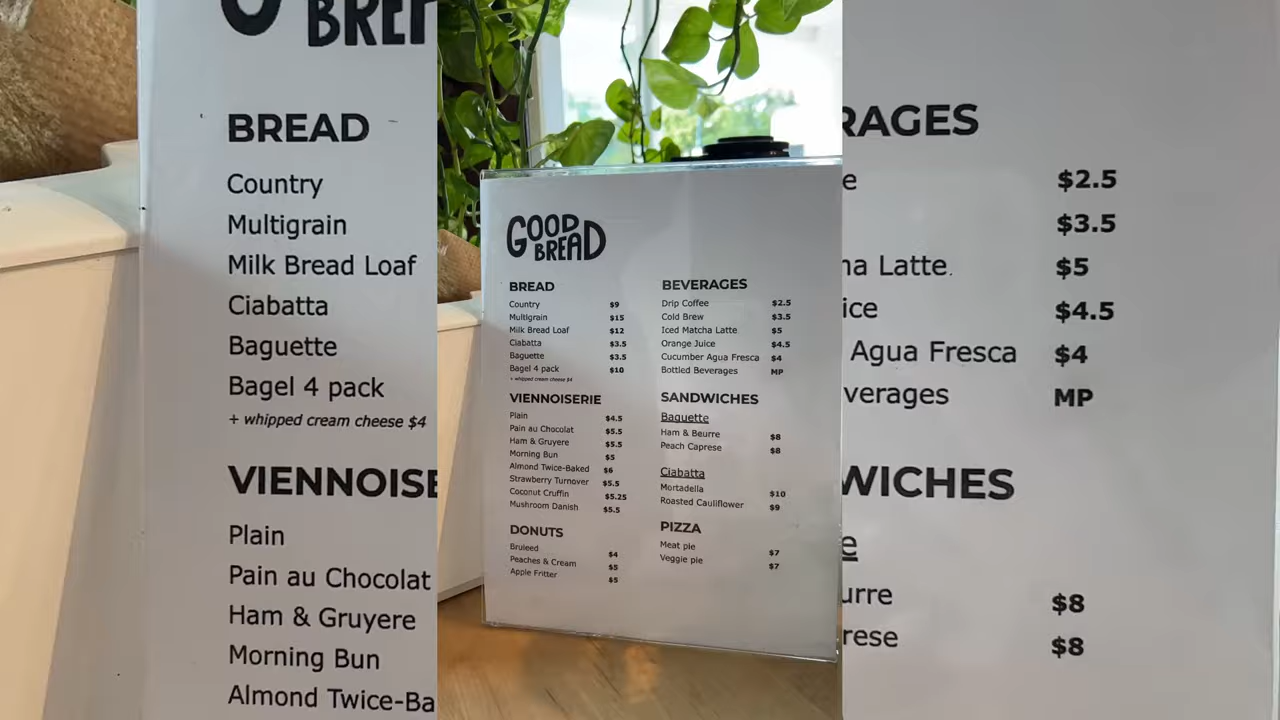 BREAD
Country
Multigrain
Milk Bread Loaf
Ciabatta
Baguette
Bagel 4 pack
+ whipped cream cheese $4
Plain
Pain au Chocolat
Ham & Gruyere
Morning Bun
GOOD
BREAD
BREAD
Country $9
Multigrain $15
Milk Bread Loaf $12
Ciabatta $3.5
Baguette $3.5
Bagel 4 pack $10
+ whipped cream cheese $4
VIENNOISERIE
Plain $4.5
Pain au Chocolat $5.5
Ham & Gruyere $5.5
Morning Bun $5
Almond Twice-Baked $6
Strawberry Turnover $5.5
Coconut Cruffin $5.25
Mushroom Danish $5.5
DONUTS
Bruleed $4
Peaches & Cream $5
Apple Fritter $5
BEVERAGES
Drip Coffee $2.5
Cold Brew $3.5
Iced Matcha Latte $5
Orange Juice $4.5
Cucumber Agua Fresca $4
Bottled Beverages MP
SANDWICHES
Baguette
Ham & Beurre $8
Peach Caprese $8
Ciabatta
Mortadella $10
Roasted Cauliflower $9
PIZZA
Meat pie $7
Veggie pie $7
RAGES
e $2.5
$3.5
ha Latte $5
ice $4.5
Agua Fresca $4
verages MP
WICHES
e
urre $8
rese $8